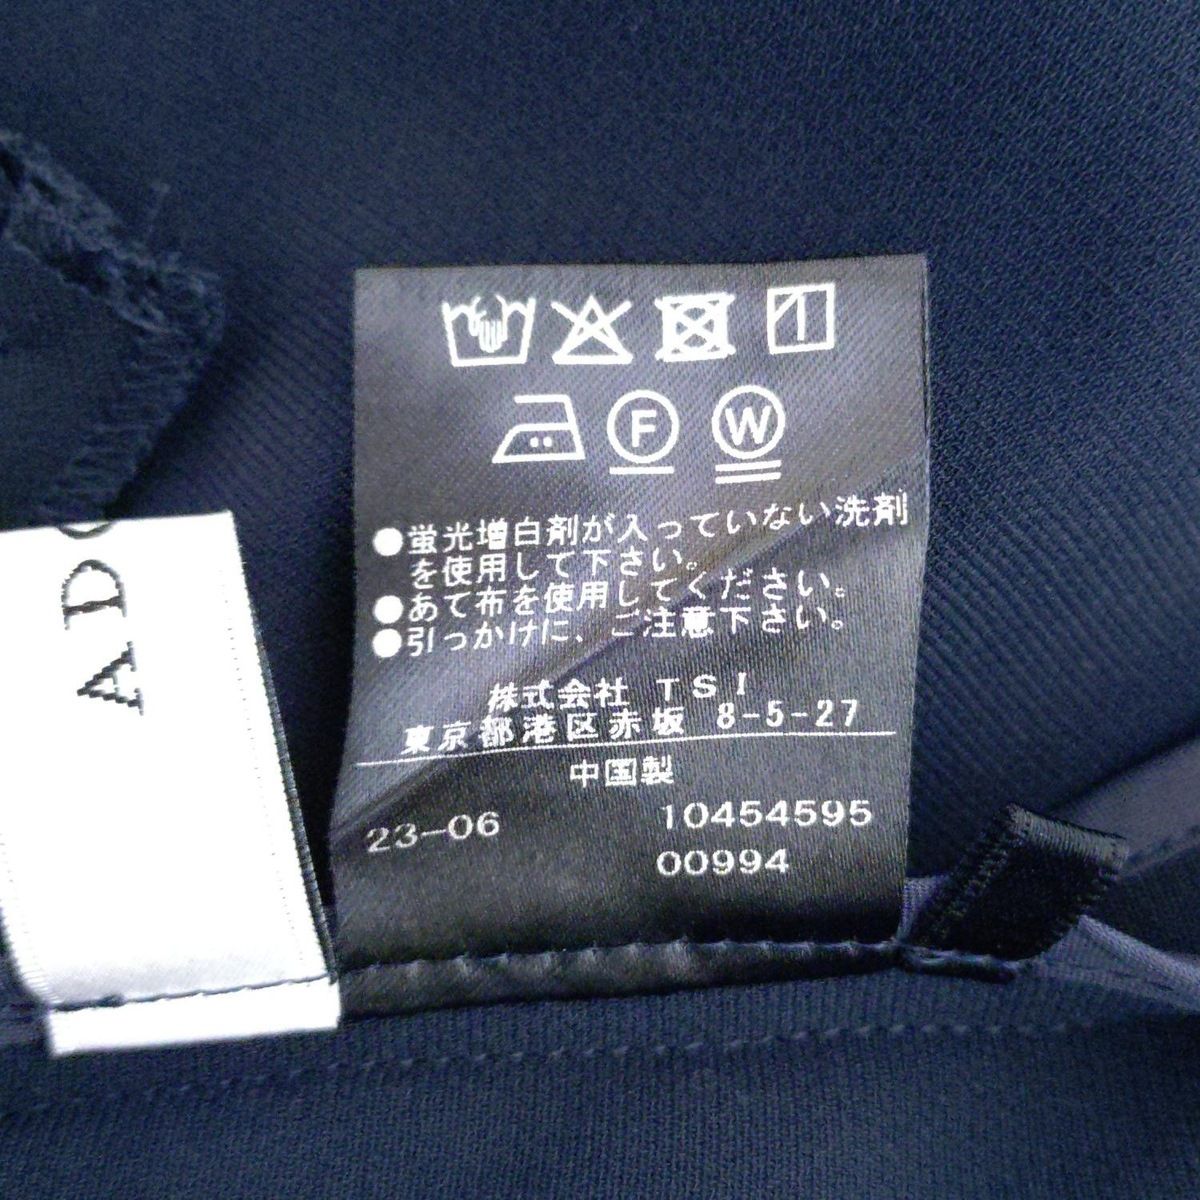 F W
●蛍光増白剤が入っていない洗剤
を使用して下さい。
●あて布を使用してください。
●引っかけに、ご注意下さい。
株式会社 TSI
東京都港区赤坂 8-5-27
中国製
23-06 10454595
00994
AD